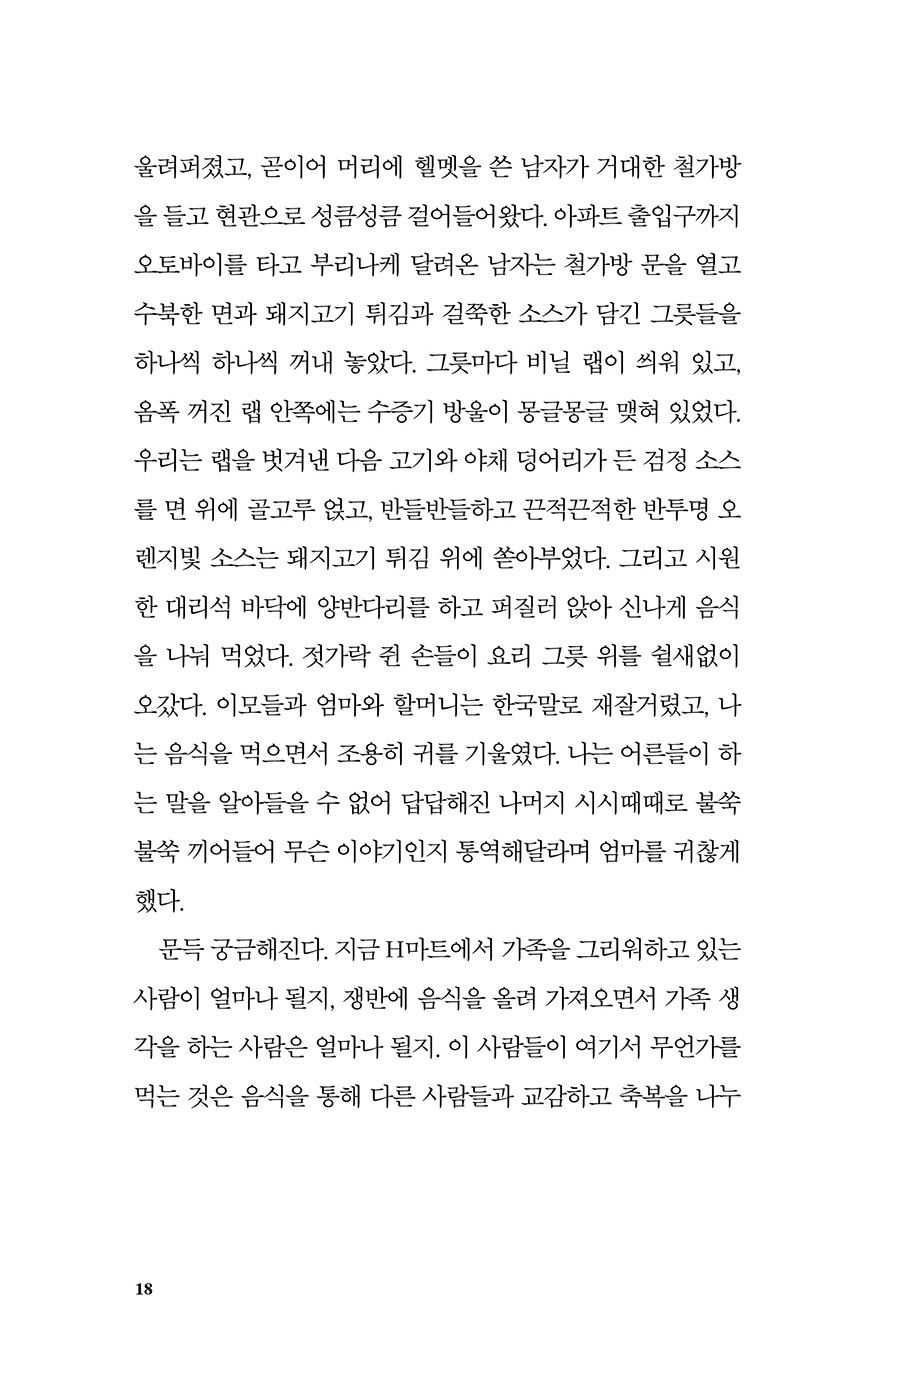 울려퍼졌고, 곧이어 머리에 헬멧을 쓴 남자가 거대한 철가방
을 들고 현관으로 성큼성큼 걸어들어왔다. 아파트 출입구까지
오토바이를 타고 부리나케 달려온 남자는 철가방 문을 열고
수북한 면과 돼지고기 튀김과 걸쭉한 소스가 담긴 그릇들을
하나씩 하나씩 꺼내 놓았다. 그릇마다 비닐 랩이 씌워 있고,
옴폭 꺼진 랩 안쪽에는 수증기 방울이 몽글몽글 맺혀 있었다.
우리는 랩을 벗겨낸 다음 고기와 야채 덩어리가 든 검정 소스
를 면 위에 골고루 얹고, 반들반들하고 끈적끈적한 반투명 오
렌지빛 소스는 돼지고기 튀김 위에 쏟아부었다. 그리고 시원
한 대리석 바닥에 양반다리를 하고 퍼질러 앉아 신나게 음식
을 나눠 먹었다. 젓가락 쥔 손들이 요리 그릇 위를 쉴새없이
오갔다. 이모들과 엄마와 할머니는 한국말로 재잘거렸고, 나
는 음식을 먹으면서 조용히 귀를 기울였다. 나는 어른들이 하
는 말을 알아들을 수 없어 답답해진 나머지 시시때때로 불쑥
불쑥 끼어들어 무슨 이야기인지 통역해달라며 엄마를 귀찮게
했다.
문득 궁금해진다. 지금 H마트에서 가족을 그리워하고 있는
사람이 얼마나 될지, 쟁반에 음식을 올려 가져오면서 가족 생
각을 하는 사람은 얼마나 될지. 이 사람들이 여기서 무언가를
먹는 것은 음식을 통해 다른 사람들과 교감하고 축복을 나누
18